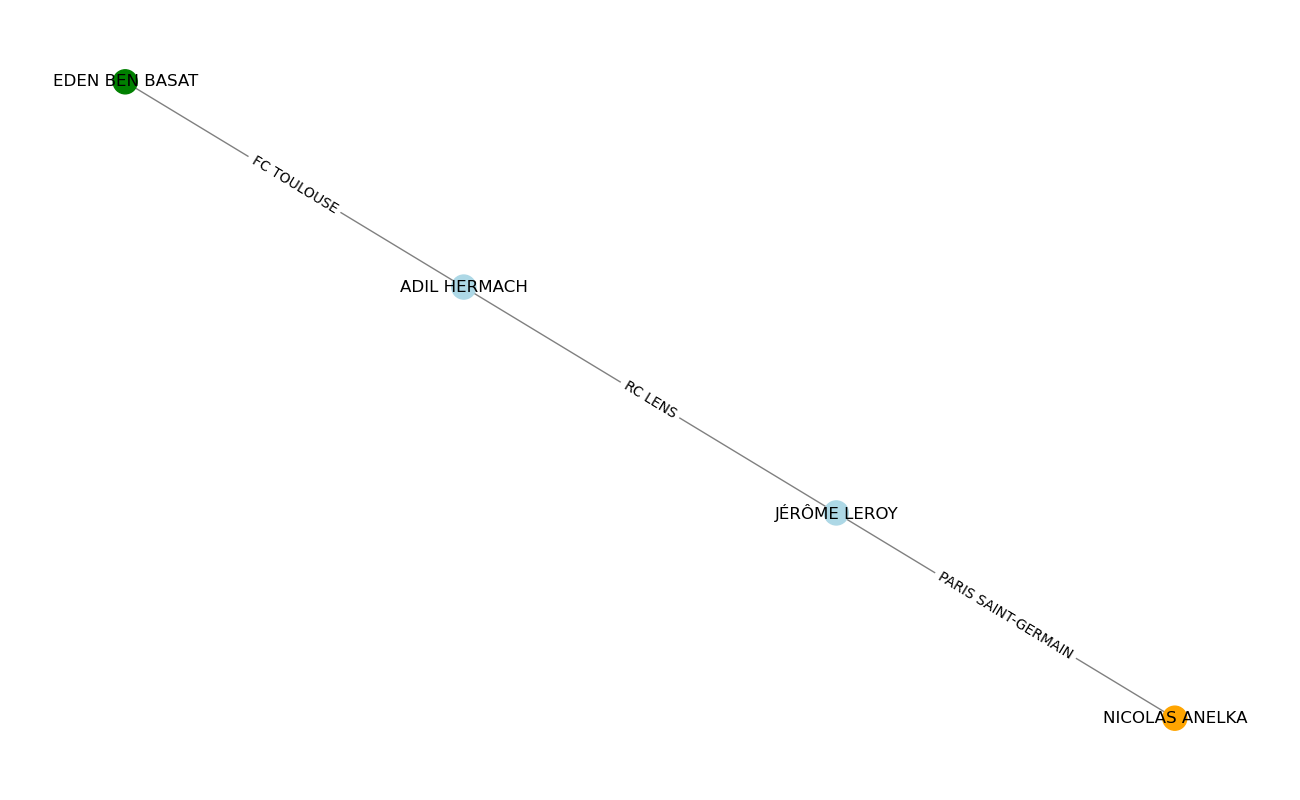 EDEN BEN BASAT
FC TOULOUSE
ADIL HERMACH
RC LENS
JÉRÔME LEROY
PARIS SAINT-GERMAIN
NICOLAS ANELKA